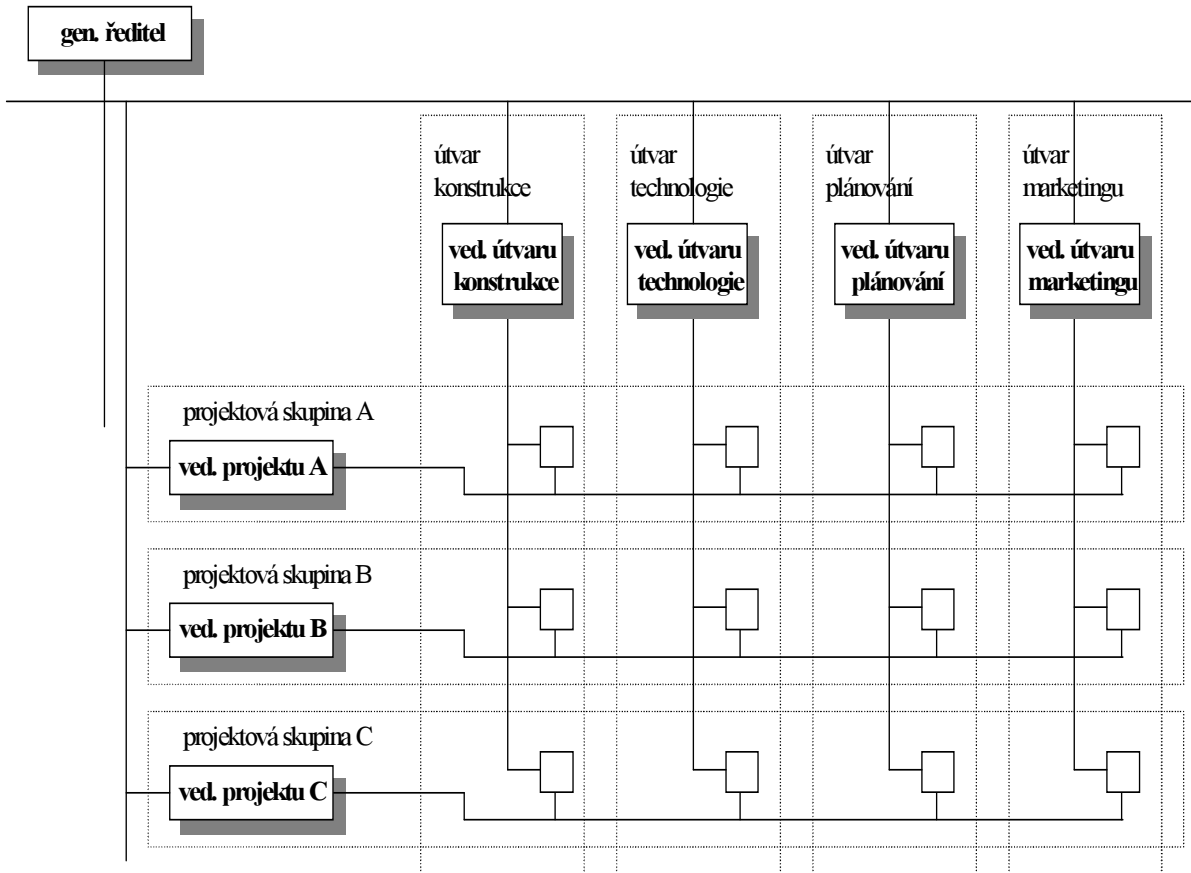 gen. ředitel
útvar
konstrukce
útvar
technologie
útvar
plánování
útvar
marketingu
ved. útvaru
konstrukce
ved. útvaru
technologie
ved. útvaru
plánování
ved. útvaru
marketingu
projektová skupina A
ved. projektu A
projektová skupina B
ved. projektu B
projektová skupina C
ved. projektu C